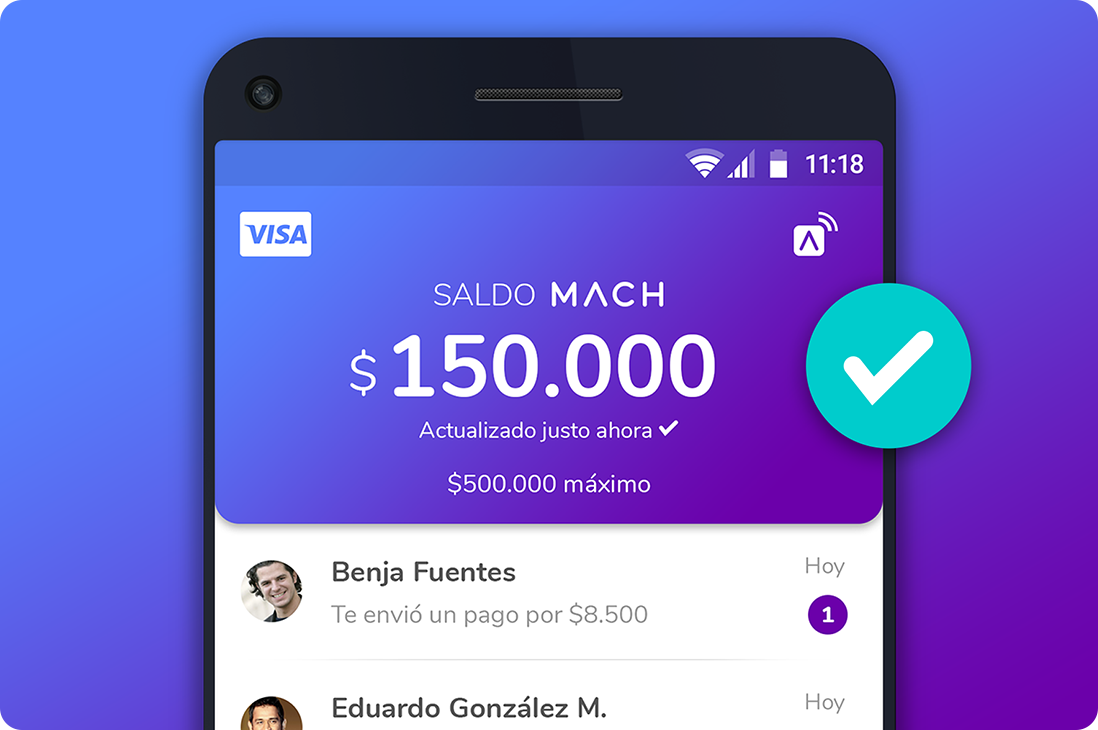 11:18
VISA
SALDO MACH
$ 150.000
Actualizado justo ahora
$500.000 máximo
Benja Fuentes
Hoy
Te envió un pago por $8.500
1
Eduardo González M.
Hoy